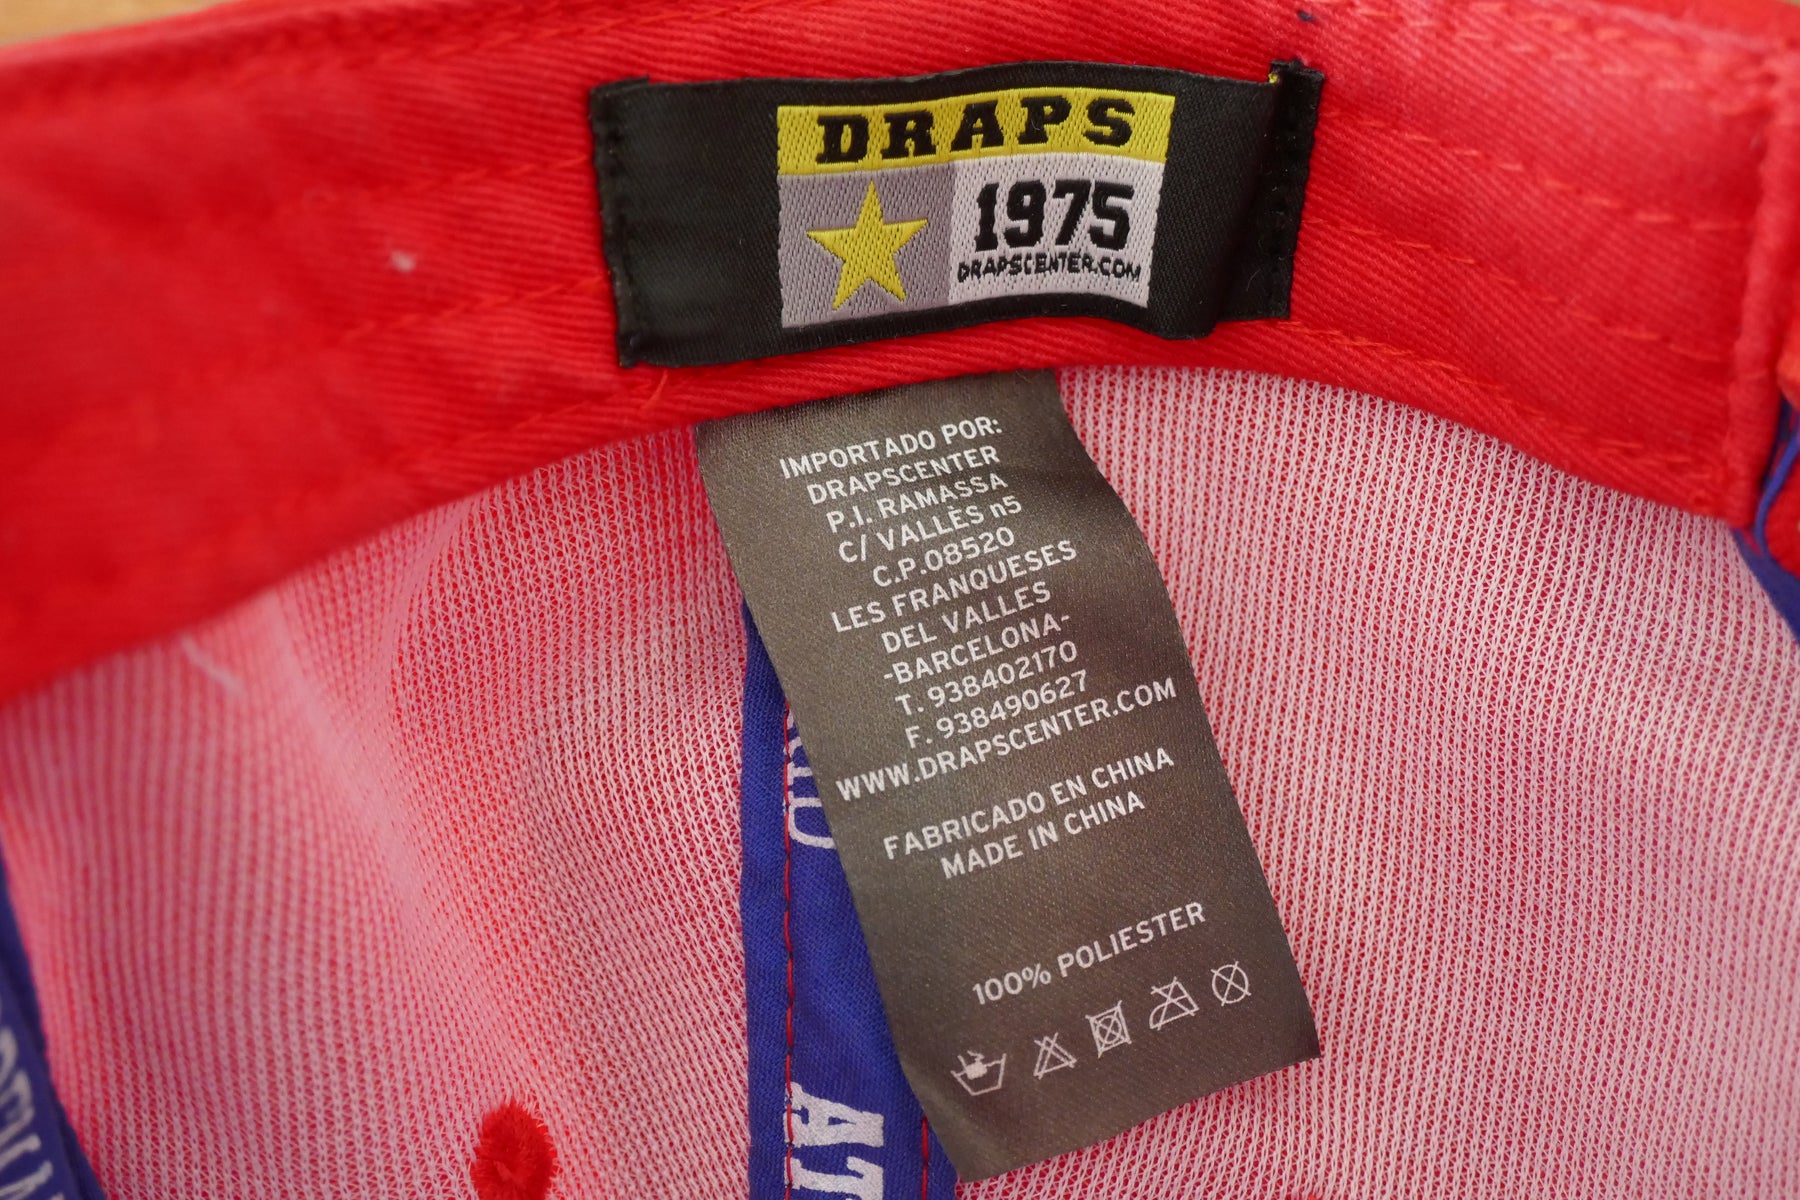 DRAPS
1975
DRAPSCENTER.COM
IMPORTADO POR:
DRAPSCENTER
P.I. RAMASSA
C/ VALLÈS n5
C.P.08520
LES FRANQUESES
DEL VALLES
-BARCELONA-
T. 938402170
F. 938490627
WWW.DRAPSCENTER.COM
FABRICADO EN CHINA
MADE IN CHINA
100% POLIESTER